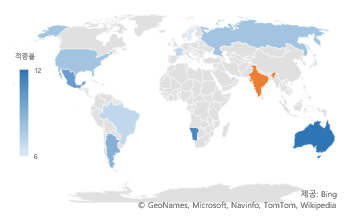 적중률
12
6
제공: Bing
© GeoNames, Microsoft, Navinfo, TomTom, Wikipedia